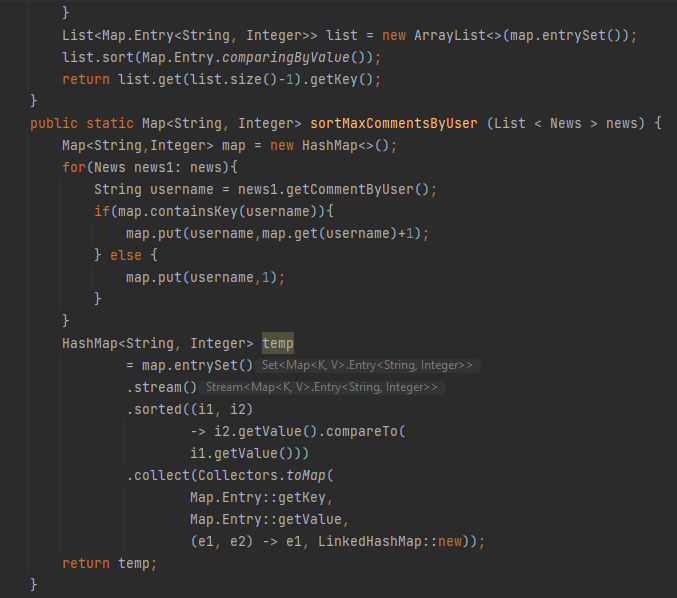 }
List<Map.Entry<String, Integer>> list = new ArrayList<>(map.entrySet());
list.sort(Map.Entry.comparingByValue());
return list.get(list.size()-1).getKey();
}
public static Map<String, Integer> sortMaxCommentsByUser (List < News > news) {
Map<String,Integer> map = new HashMap<>();
for(News news1: news){
String username = news1.getCommentByUser();
if(map.containsKey(username)){
map.put(username,map.get(username)+1);
} else {
map.put(username,1);
}
}
HashMap<String, Integer> temp
= map.entrySet() Set<Map<K, V>.Entry<String, Integer>>
.stream() Stream<Map<K, V>.Entry<String, Integer>>
.sorted((i1, i2)
-> i2.getValue().compareTo(
i1.getValue()))
.collect(Collectors.toMap(
Map.Entry::getKey,
Map.Entry::getValue,
(e1, e2) -> e1, LinkedHashMap::new));
return temp;
}